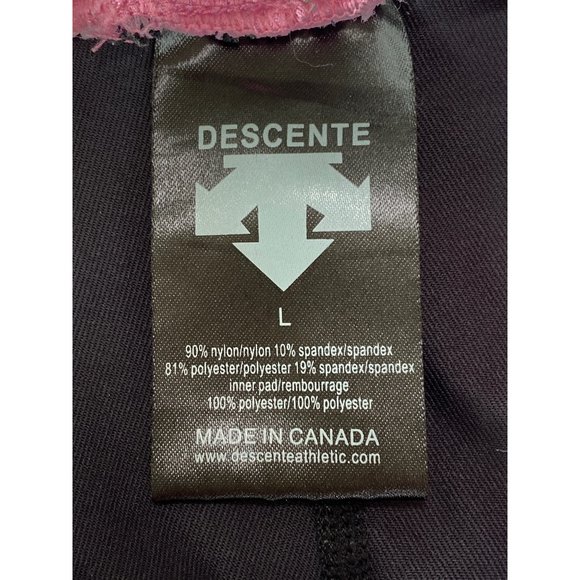 DESCENTE
L
90% nylon/nylon 10% spandex/spandex
81% polyester/polyester 19% spandex/spandex
inner pad/rembourrage
100% polyester/100% polyester
MADE IN CANADA
www.descenteathletic.com